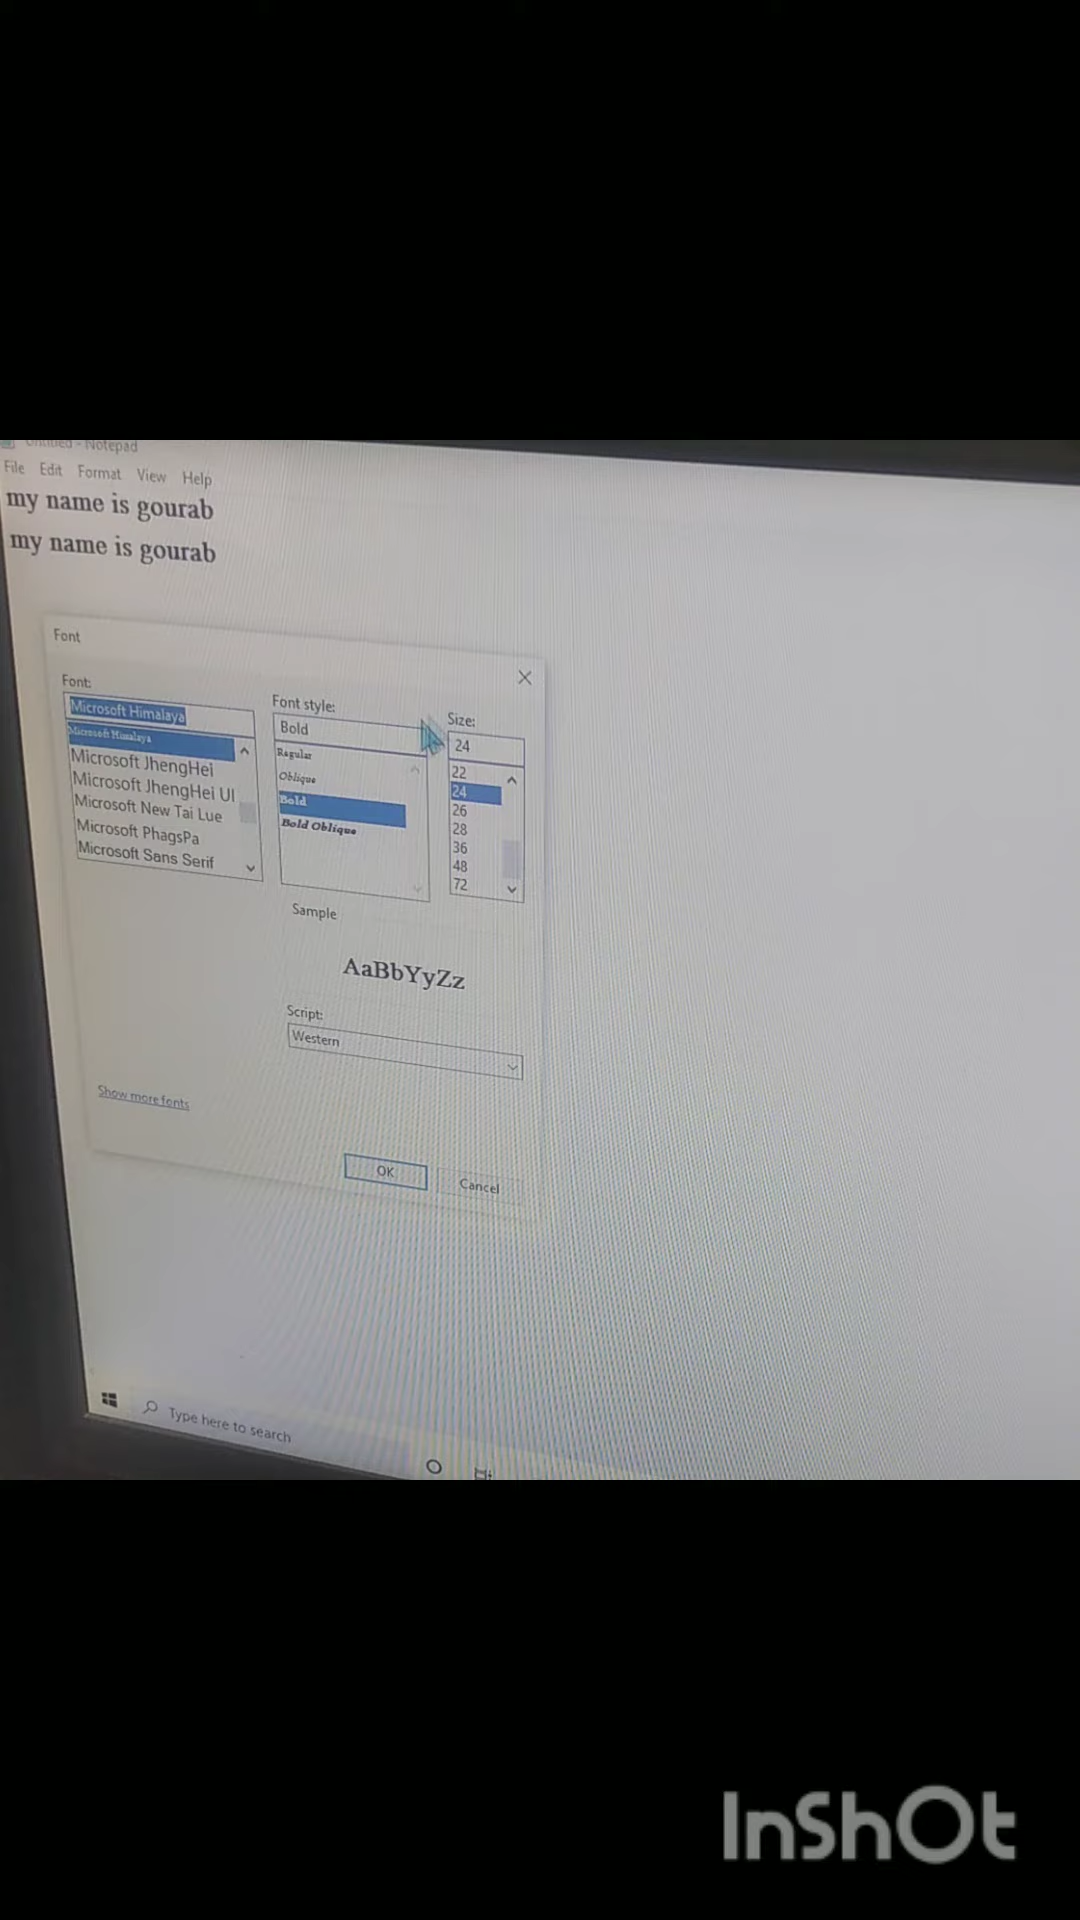 Untitled - Notepad
File Edit Format View Help
my name is gourab
my name is gourab
Font
Font:
Microsoft Himalaya
Microsoft Himalaya
Microsoft JhengHei
Microsoft JhengHei UI
Microsoft New Tai Lue
Microsoft PhagsPa
Microsoft Sans Serif
Font style:
Bold
Regular
Oblique
Bold
Bold Oblique
Size:
24
22
24
26
28
36
48
72
Sample
AaBbYyZz
Script:
Western
Show more fonts
OK
Cancel
Type here to search
InShOt